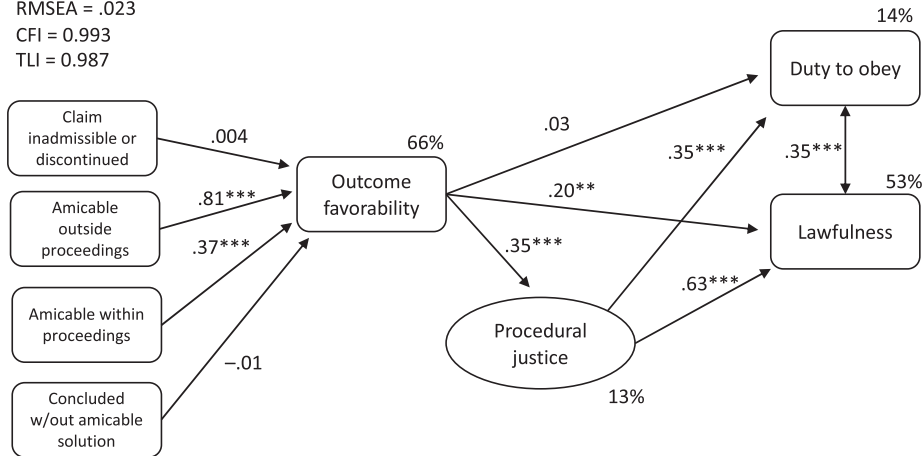 RMSEA = .023
CFI = 0.993
TLI = 0.987
14%
Duty to obey
Claim
inadmissible or
discontinued
.004
66%
.03
.35***
.35***
Outcome
favorability
Amicable
outside
proceedings
.81***
.20**
53%
Lawfulness
.37***
.35***
.63***
Amicable within
proceedings
Procedural
justice
–.01
13%
Concluded
w/out amicable
solution